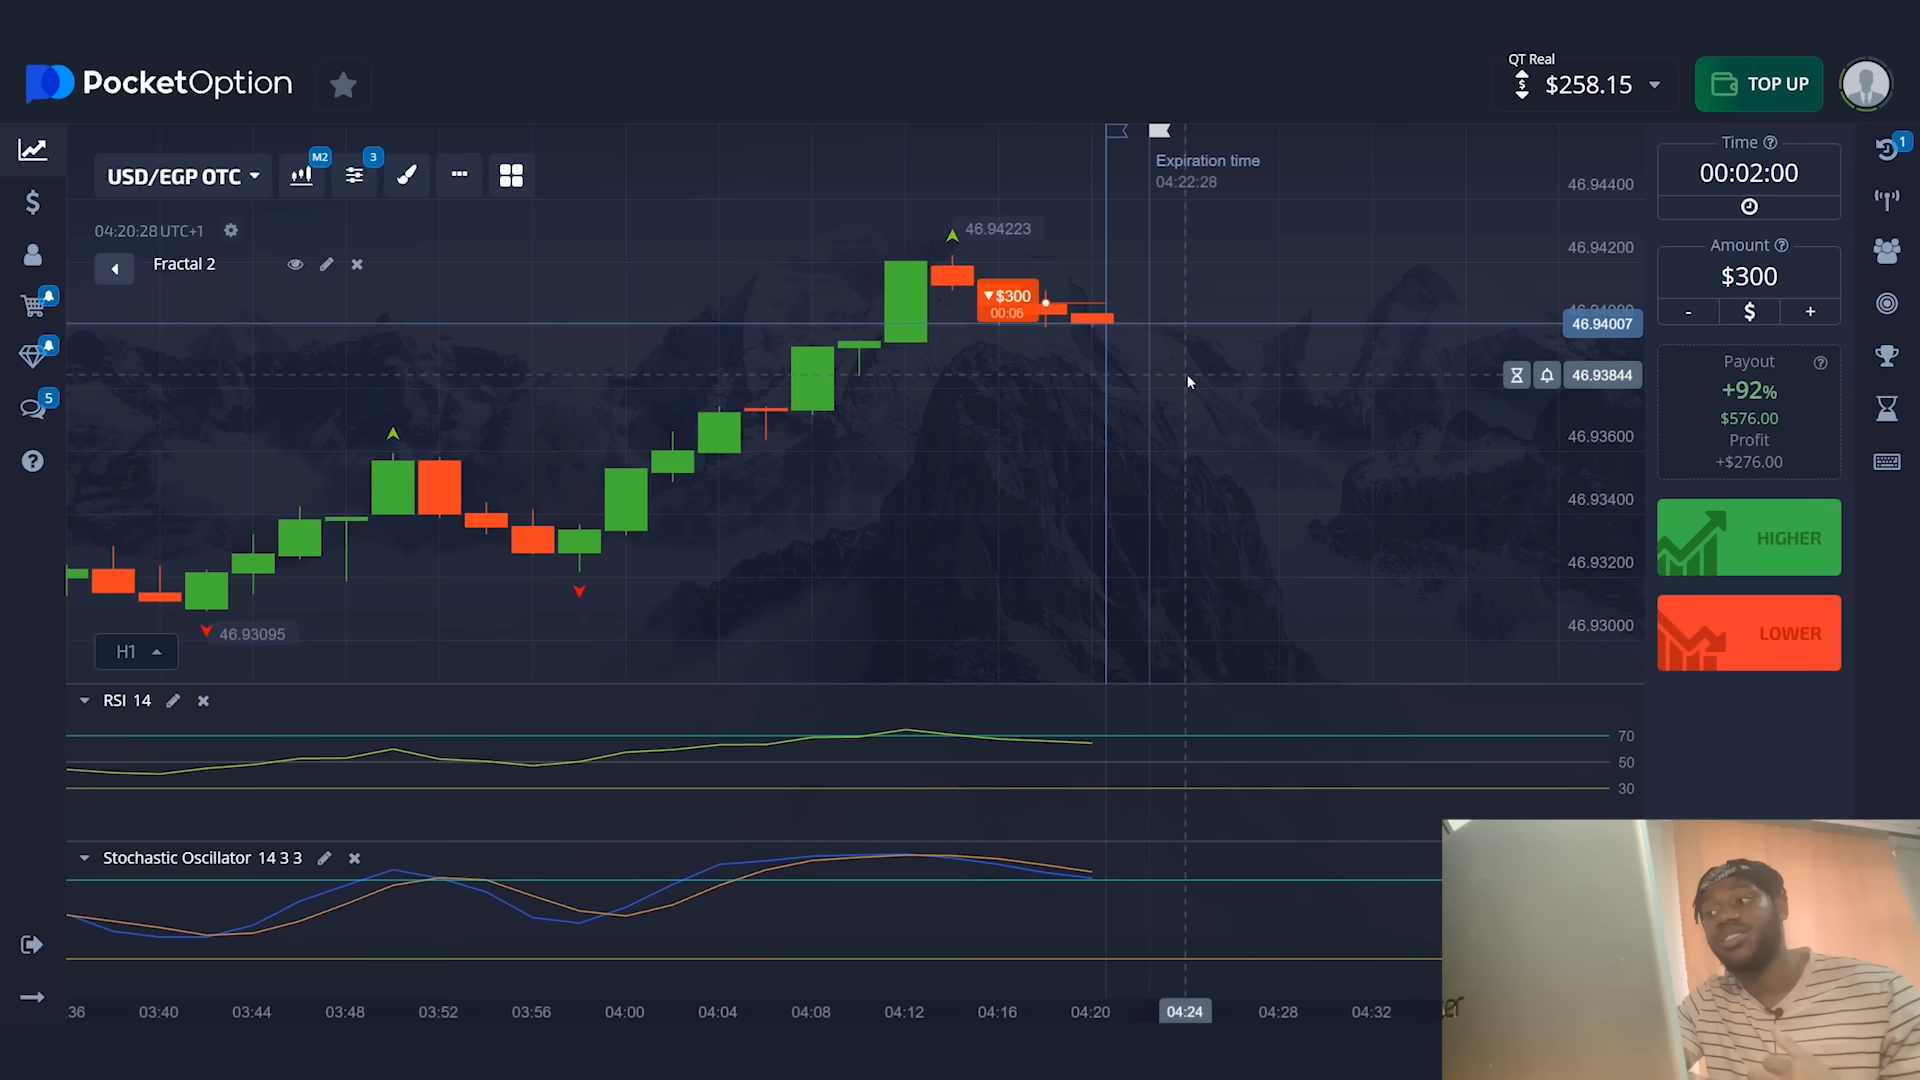 PocketOption
QT Real
$258.15
TOP UP
USD/EGP OTC
M2
3
04:20:28 UTC+1
Fractal 2
Expiration time
04:22:28
46.94223
$300
00:06
46.93095
H1
46.94400
46.94200
46.94007
46.93844
46.93600
46.93400
46.93200
46.93000
Time
00:02:00
Amount
$300
- $ +
Payout
+92%
$576.00
Profit
+$276.00
HIGHER
LOWER
1
5
RSI 14
70
50
30
Stochastic Oscillator 14 3 3
:36 03:40 03:44 03:48 03:52 03:56 04:00 04:04 04:08 04:12 04:16 04:20 04:24 04:28 04:32